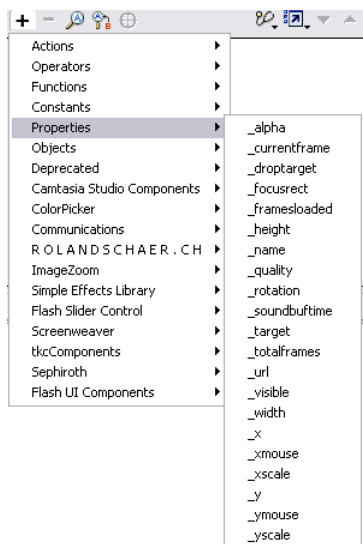 Actions
Operators
Functions
Constants
Properties
Objects
Deprecated
Camtasia Studio Components
ColorPicker
Communications
R O L A N D S C H A E R . C H
ImageZoom
Simple Effects Library
Flash Slider Control
Screenweaver
tkcComponents
Sephiroth
Flash UI Components
_alpha
_currentframe
_droptarget
_focusrect
_framesloaded
_height
_name
_quality
_rotation
_soundbuftime
_target
_totalframes
_url
_visible
_width
_x
_xmouse
_xscale
_y
_ymouse
_yscale